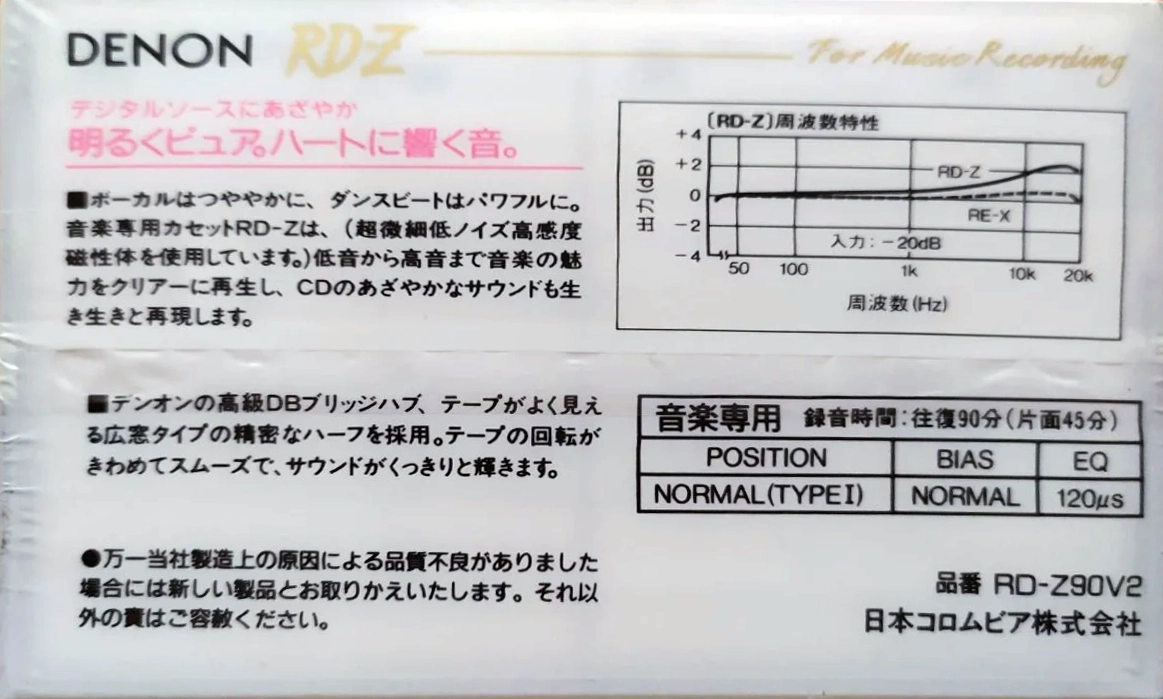 DENON RD-Z For Music Recording
デジタルソースにあざやか
明るくピュア。ハートに響く音。
■ボーカルはつややかに、ダンスビートはパワフルに。
音楽専用カセットRD-Zは、(超微細低ノイズ高感度
磁性体を使用しています。)低音から高音まで音楽の魅
力をクリアーに再生し、CDのあざやかなサウンドも生
き生きと再現します。
〔RD-Z〕周波数特性
出力(dB)
+4
+2
0
-2
-4
RD-Z
RE-X
入力:-20dB
50 100 1k 10k 20k
周波数(Hz)
■デンオンの高級DBブリッジハブ、テープがよく見え
る広窓タイプの精密なハーフを採用。テープの回転が
きわめてスムーズで、サウンドがくっきりと輝きます。
音楽専用 録音時間:往復90分(片面45分)
POSITION BIAS EQ
NORMAL(TYPE I) NORMAL 120μs
●万一当社製造上の原因による品質不良がありました
場合には新しい製品とお取りかえいたします。それ以
外の責はご容赦ください。
品番 RD-Z90V2
日本コロムビア株式会社